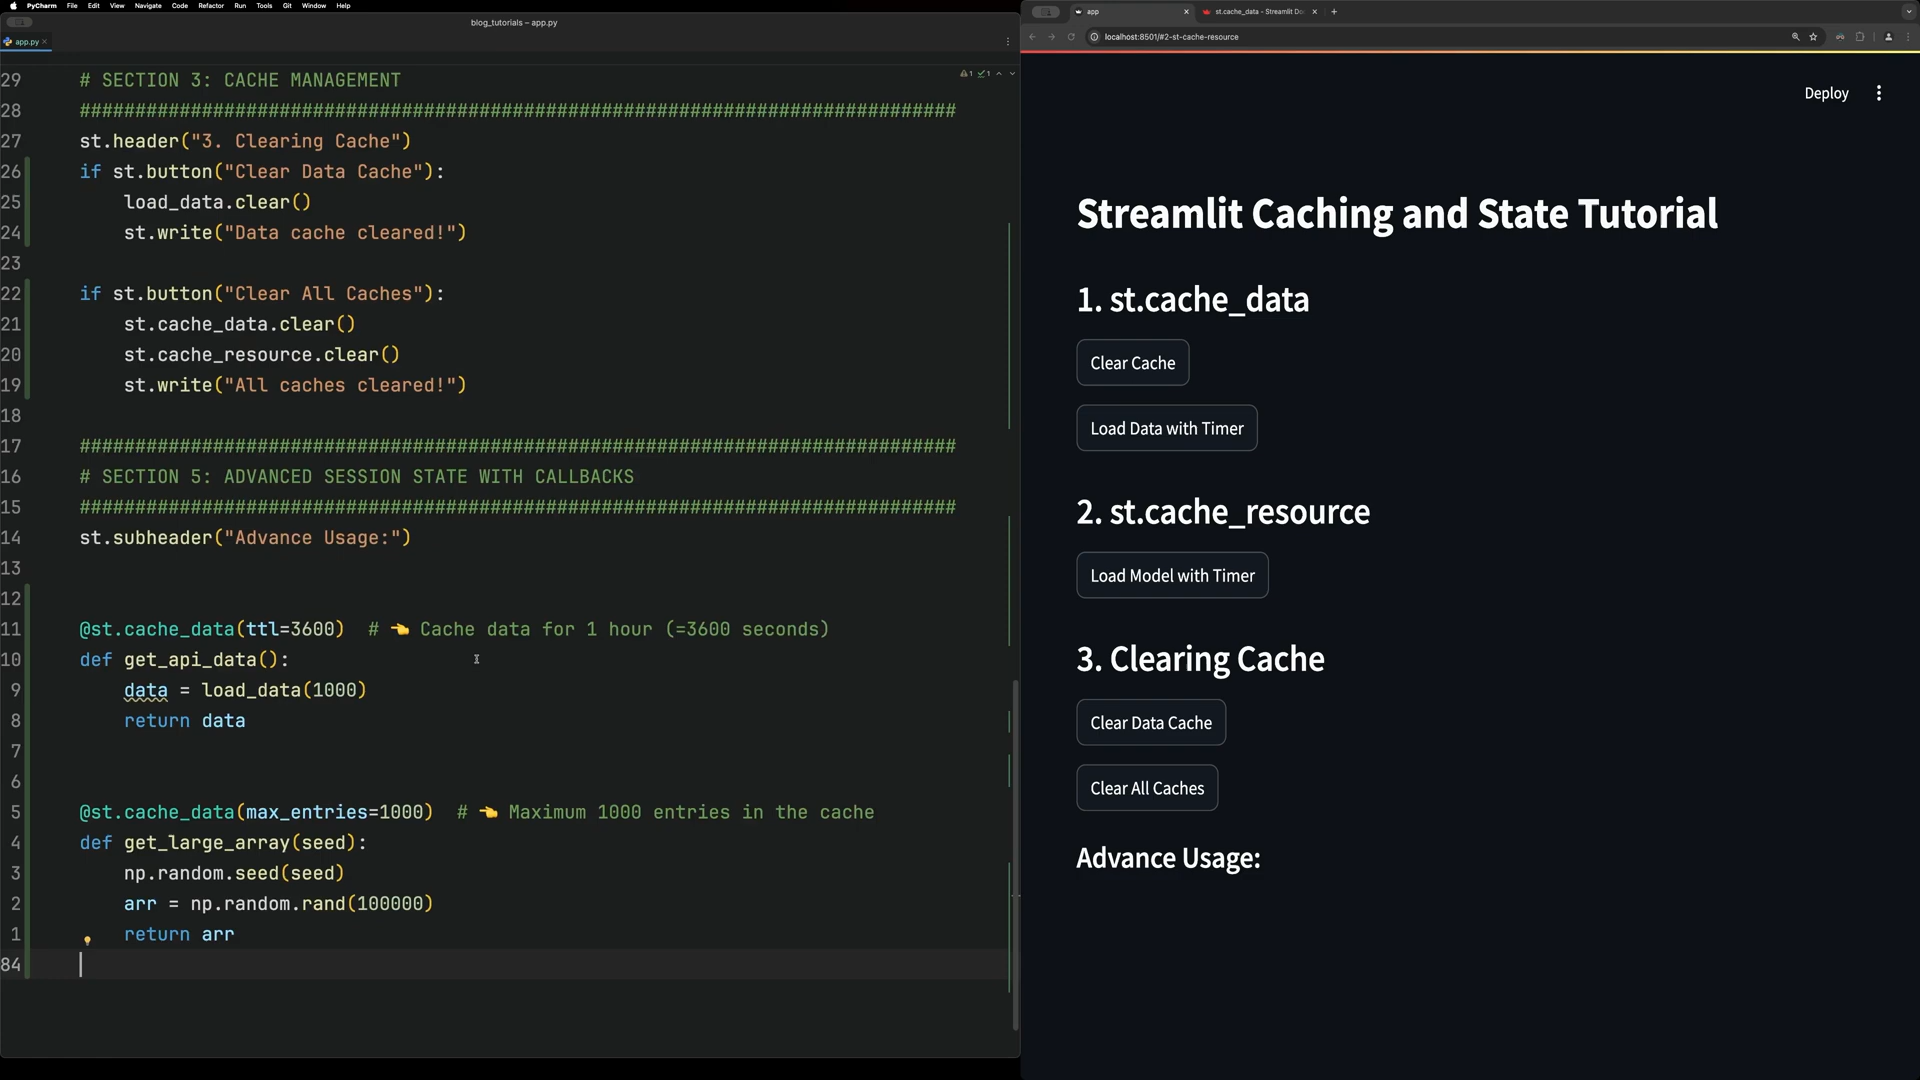 PyCharm File Edit View Navigate Code Refactor Run Tools Git Window Help
blog_tutorials – app.py
app.py
1 1
29 # SECTION 3: CACHE MANAGEMENT
28 ###############################################################################
27 st.header("3. Clearing Cache")
26 if st.button("Clear Data Cache"):
25 load_data.clear()
24 st.write("Data cache cleared!")
23
22 if st.button("Clear All Caches"):
21 st.cache_data.clear()
20 st.cache_resource.clear()
19 st.write("All caches cleared!")
18
17 ###############################################################################
16 # SECTION 5: ADVANCED SESSION STATE WITH CALLBACKS
15 ###############################################################################
14 st.subheader("Advance Usage:")
13
12
11 @st.cache_data(ttl=3600) # 👈 Cache data for 1 hour (=3600 seconds)
10 def get_api_data():
9 data = load_data(1000)
8 return data
7
6
5 @st.cache_data(max_entries=1000) # 👈 Maximum 1000 entries in the cache
4 def get_large_array(seed):
3 np.random.seed(seed)
2 arr = np.random.rand(100000)
1 return arr
84
app
st.cache_data - Streamlit Do
localhost:8501/#2-st-cache-resource
Deploy
Streamlit Caching and State Tutorial
1. st.cache_data
Clear Cache
Load Data with Timer
2. st.cache_resource
Load Model with Timer
3. Clearing Cache
Clear Data Cache
Clear All Caches
Advance Usage: